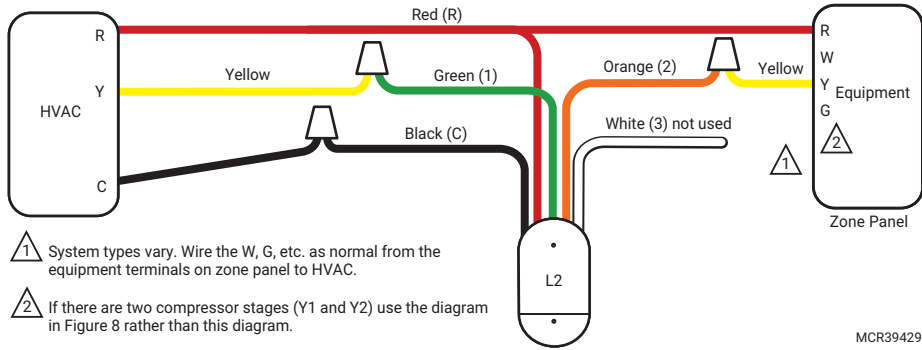 Red (R)
R
R
W
Yellow
Green (1)
Orange (2)
Yellow
Y
Y
Equipment
HVAC
G
Black (C)
White (3) not used
1
2
C
Zone Panel
1 System types vary. Wire the W, G, etc. as normal from the
equipment terminals on zone panel to HVAC.
L2
2 If there are two compressor stages (Y1 and Y2) use the diagram
in Figure 8 rather than this diagram.
MCR39429